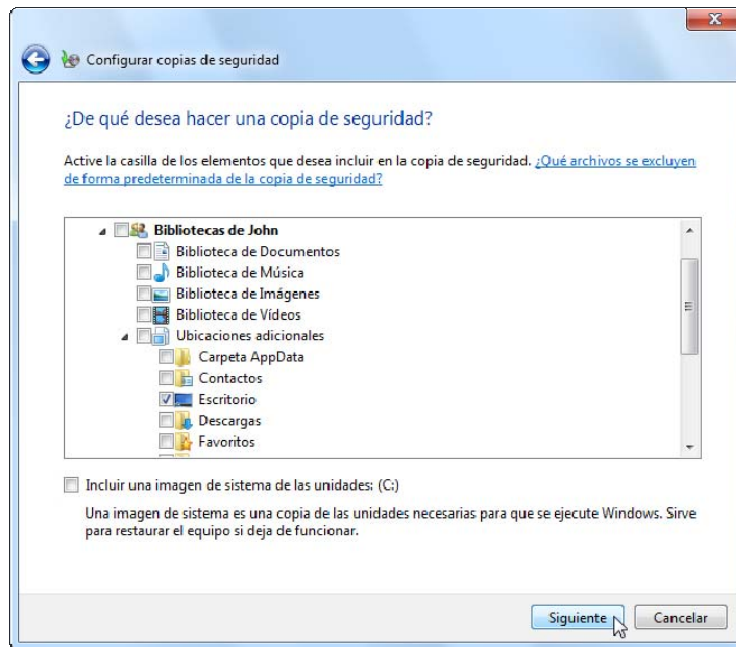 Configurar copias de seguridad
¿De qué desea hacer una copia de seguridad?
Active la casilla de los elementos que desea incluir en la copia de seguridad. ¿Qué archivos se excluyen
de forma predeterminada de la copia de seguridad?
Bibliotecas de John
Biblioteca de Documentos
Biblioteca de Música
Biblioteca de Imágenes
Biblioteca de Vídeos
Ubicaciones adicionales
Carpeta AppData
Contactos
Escritorio
Descargas
Favoritos
Incluir una imagen de sistema de las unidades: (C:)
Una imagen de sistema es una copia de las unidades necesarias para que se ejecute Windows. Sirve
para restaurar el equipo si deja de funcionar.
Siguiente Cancelar